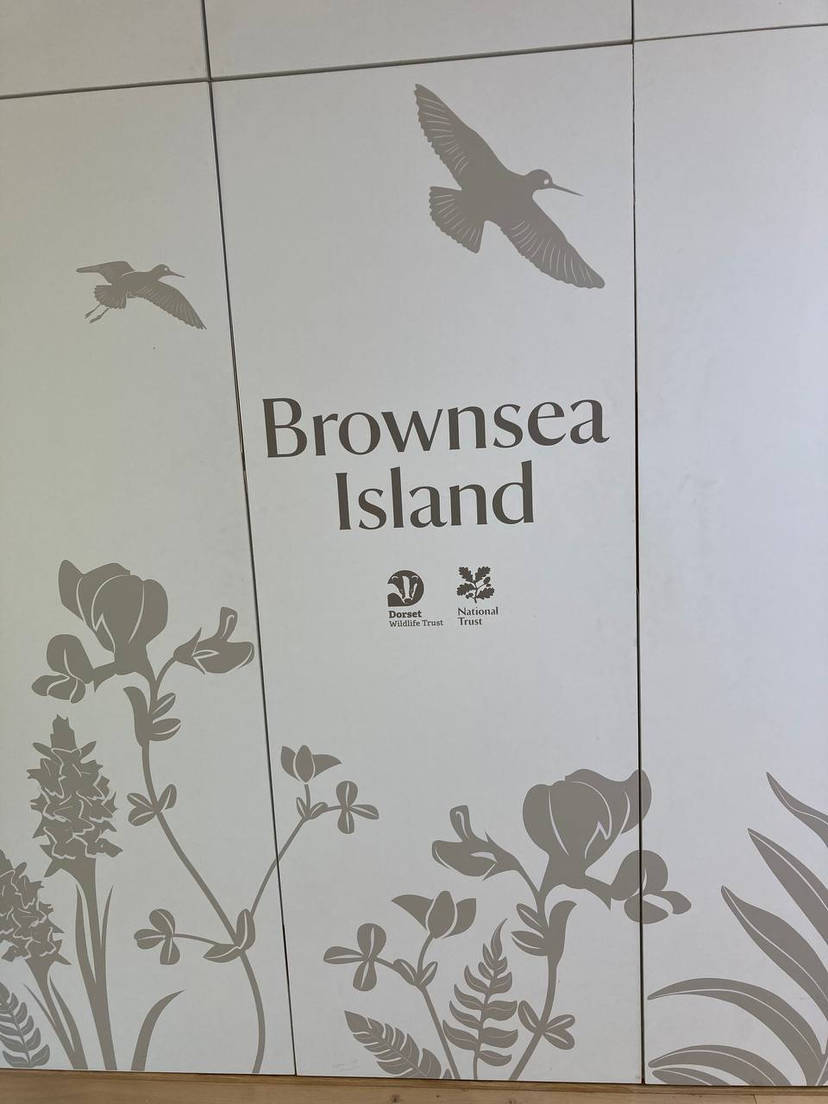 Brownsea
Island
Dorset
Wildlife Trust
National
Trust